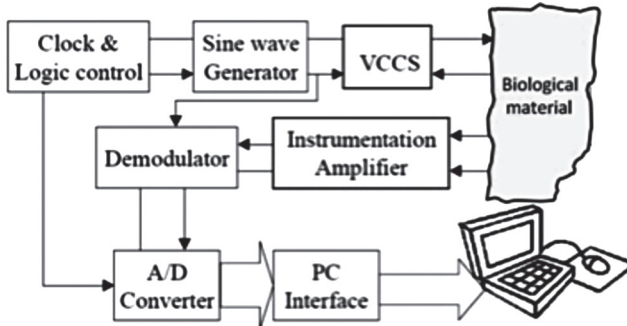 Clock &
Logic control
Sine wave
Generator
VCCS
Biological
material
Demodulator
Instrumentation
Amplifier
A/D
Converter
PC
Interface